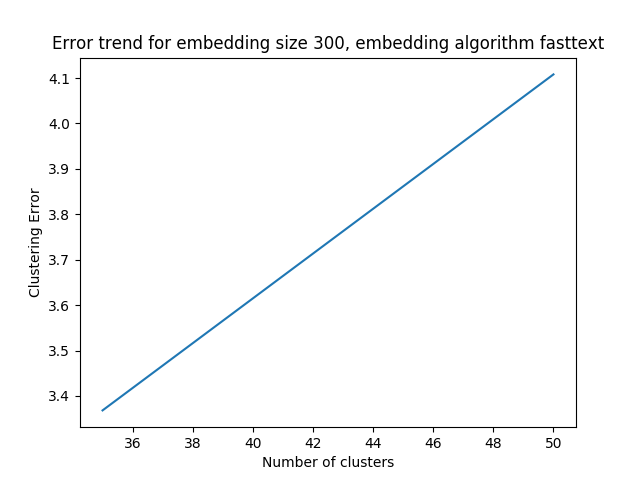 Error trend for embedding size 300, embedding algorithm fasttext
4.1
4.0
3.9
3.8
3.7
3.6
3.5
3.4
Clustering Error
36 38 40 42 44 46 48 50
Number of clusters